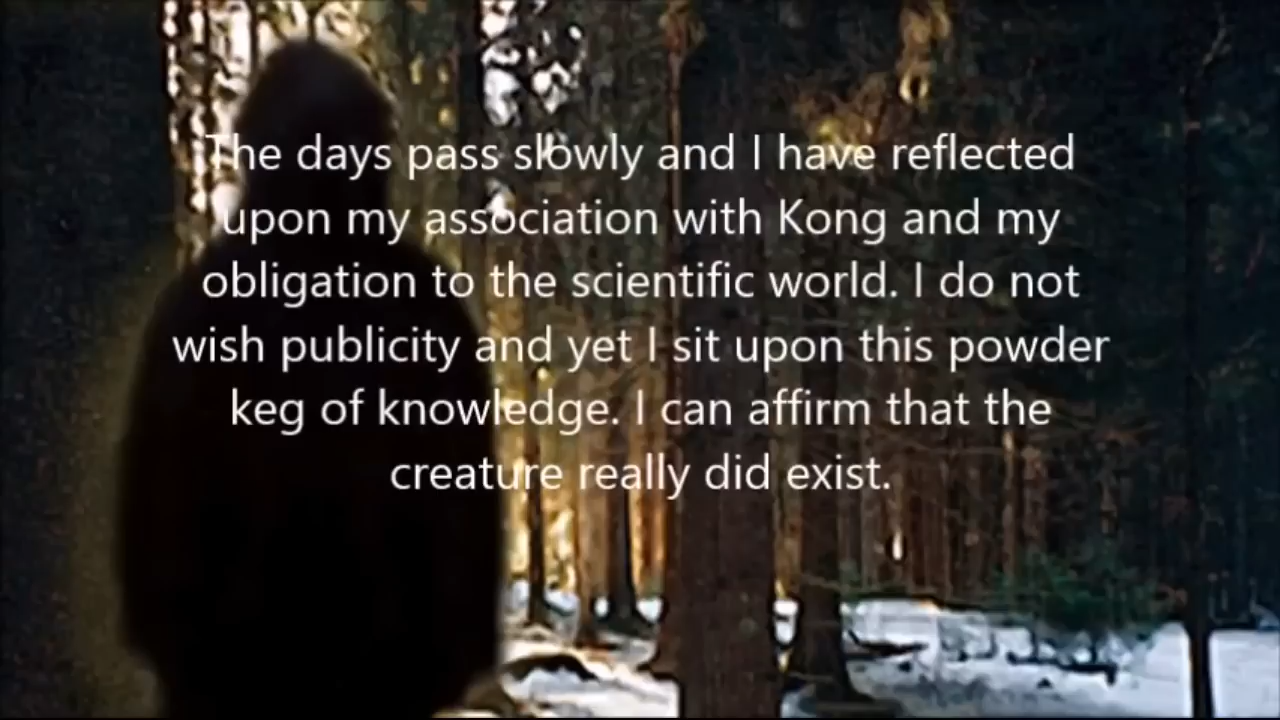 The days pass slowly and I have reflected
upon my association with Kong and my
obligation to the scientific world. I do not
wish publicity and yet I sit upon this powder
keg of knowledge. I can affirm that the
creature really did exist.